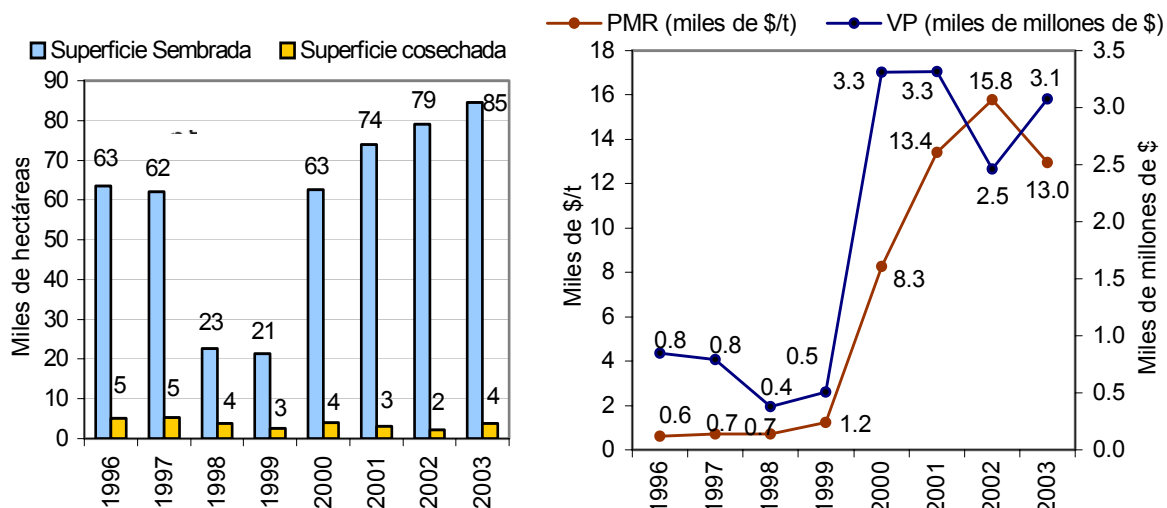 Superficie Sembrada Superficie cosechada
Miles de hectáreas
90
80
70
60
50
40
30
20
10
0
63 62 23 21 63 74 79 85
5 5 4 3 4 3 2 4
1996 1997 1998 1999 2000 2001 2002 2003
PMR (miles de $/t) VP (miles de millones de $)
Miles de $/t
18
16
14
12
10
8
6
4
2
0
0.8 0.8 0.4 0.5 3.3 3.3 2.5 3.1
0.6 0.7 0.7 1.2 8.3 13.4 15.8 13.0
3.5
3.0
2.5
2.0
1.5
1.0
0.5
0.0
Miles de millones de $
1996 1997 1998 1999 2000 2001 2002 2003